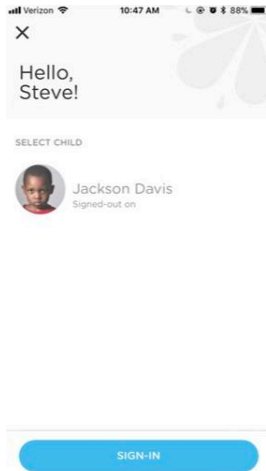 Verizon 10:47 AM 88%
Hello,
Steve!
SELECT CHILD
Jackson Davis
Signed-out on
SIGN-IN